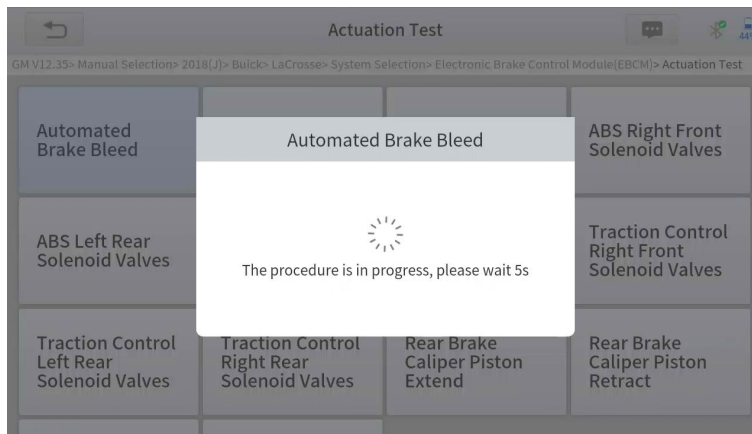 Actuation Test
GM V12.35> Manual Selection> 2018(J)> Buick> LaCrosse> System Selection> Electronic Brake Control Module(EBCM)> Actuation Test
Automated
Brake Bleed
ABS Right Front
Solenoid Valves
Automated Brake Bleed
The procedure is in progress, please wait 5s
ABS Left Rear
Solenoid Valves
Traction Control
Right Front
Solenoid Valves
Traction Control
Left Rear
Solenoid Valves
Traction Control
Right Rear
Solenoid Valves
Rear Brake
Caliper Piston
Extend
Rear Brake
Caliper Piston
Retract